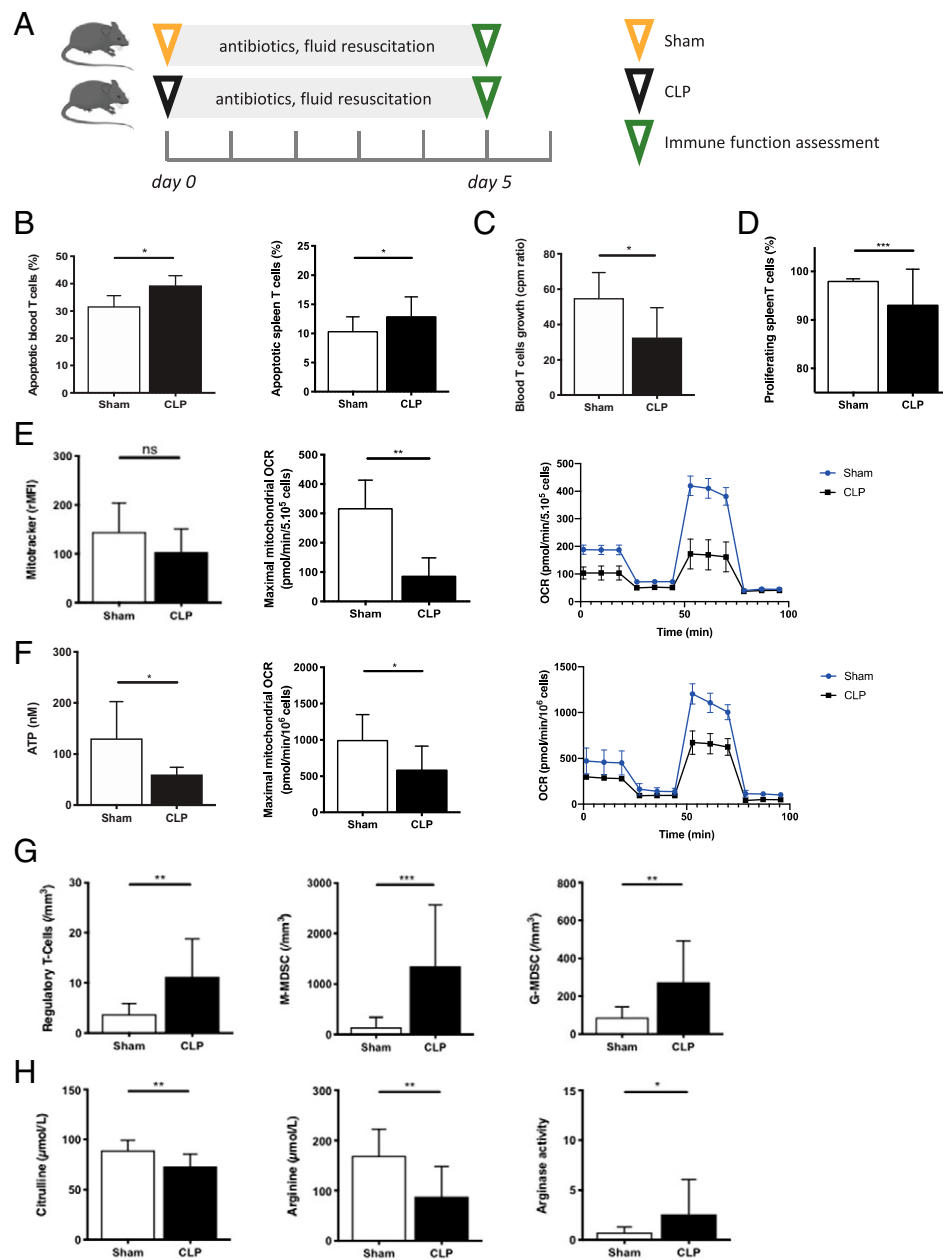 A
antibiotics, fluid resuscitation
antibiotics, fluid resuscitation
day 0
day 5
Sham
CLP
Immune function assessment
B
Apoptotic blood T cells (%)
50
40
30
20
10
0
*
Sham CLP
Apoptotic spleen T cells (%)
25
20
15
10
5
0
*
Sham CLP
C
Blood T cells growth (cpm ratio)
80
60
40
20
0
*
Sham CLP
D
Proliferating spleenT cells (%)
100
90
80
***
Sham CLP
E
Mitotracker (rMFI)
300
200
100
0
ns
Sham CLP
Maximal mitochondrial OCR
(pmol/min/5.10⁵ cells)
500
400
300
200
100
0
**
Sham CLP
OCR (pmol/min/5.10⁵ cells)
500
400
300
200
100
0
0 50 100
Time (min)
Sham
CLP
F
ATP (nM)
300
200
100
0
*
Sham CLP
Maximal mitochondrial OCR
(pmol/min/10⁶ cells)
2000
1500
1000
500
0
*
Sham CLP
OCR (pmol/min/10⁶ cells)
1500
1000
500
0
0 50 100
Time (min)
Sham
CLP
G
Regulatory T-Cells (/mm³)
30
20
10
0
**
Sham CLP
M-MDSC (/mm³)
3000
2000
1000
0
***
Sham CLP
G-MDSC (/mm³)
800
600
400
200
0
**
Sham CLP
H
Citrulline (µmol/L)
150
100
50
0
**
Sham CLP
Arginine (µmol/L)
300
200
100
0
**
Sham CLP
Arginase activity
15
10
5
0
*
Sham CLP